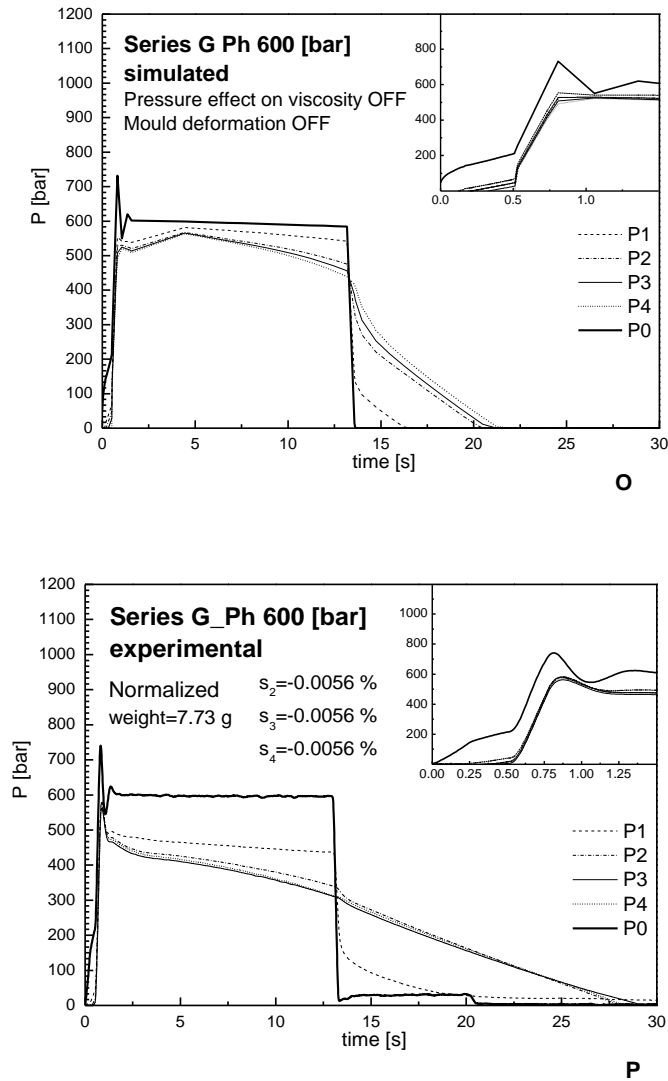 Series G Ph 600 [bar]
simulated
Pressure effect on viscosity OFF
Mould deformation OFF
P [bar]
1200
1100
1000
900
800
700
600
500
400
300
200
100
0
0 5 10 15 20 25 30
time [s]
800
600
400
200
0.0 0.5 1.0
P1
P2
P3
P4
P0
O
Series G_Ph 600 [bar]
experimental
Normalized
weight=7.73 g
s2=-0.0056 %
s3=-0.0056 %
s4=-0.0056 %
P [bar]
1200
1100
1000
900
800
700
600
500
400
300
200
100
0
0 5 10 15 20 25 30
time [s]
1000
800
600
400
200
0
0.00 0.25 0.50 0.75 1.00 1.25
P1
P2
P3
P4
P0
P